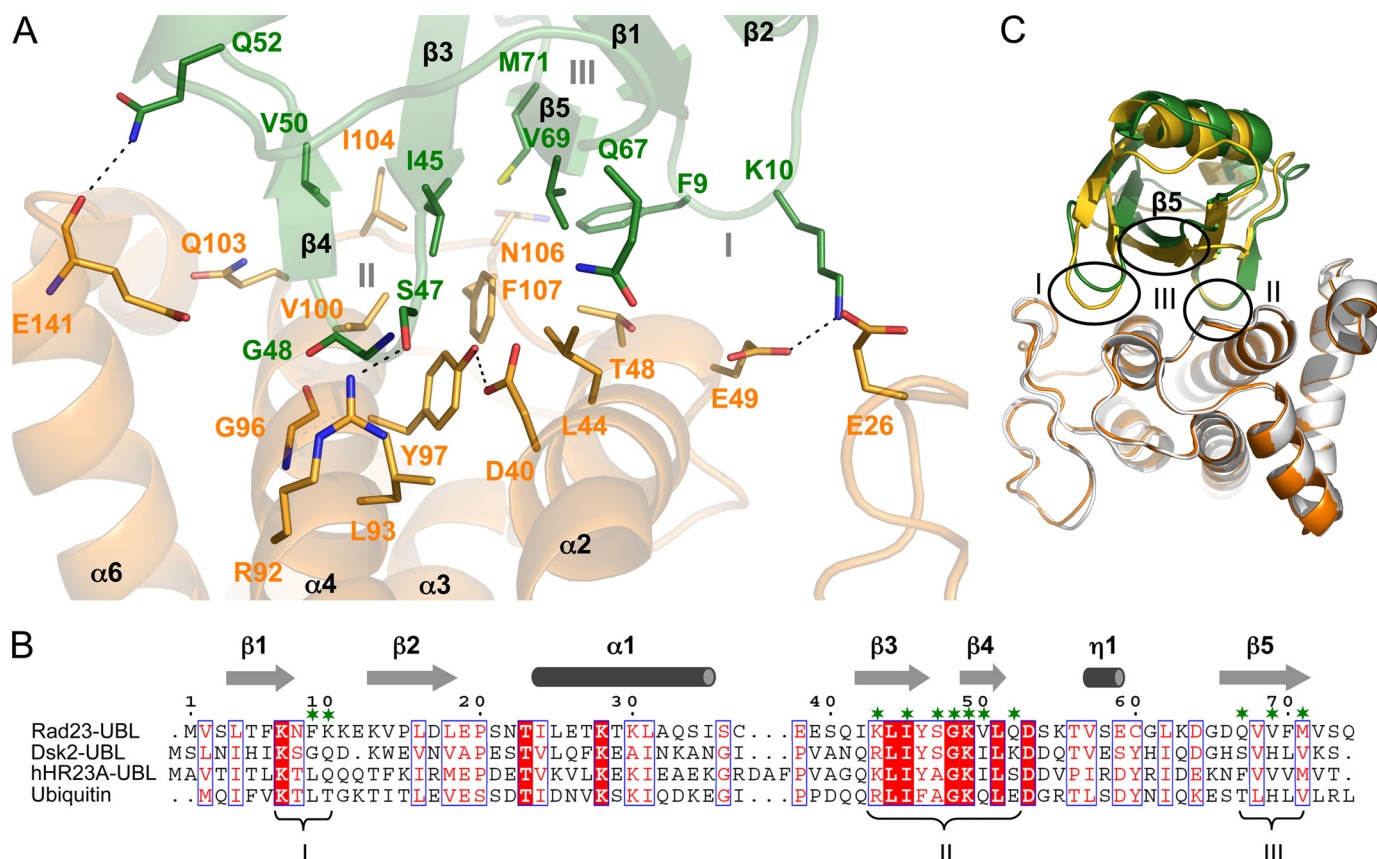 A
Q52
β3
β1
β2
M71
III
β5
V50
I104
V69
Q67
I45
F9
K10
Q103
β4
N106
I
II
S47
F107
E141
V100
G48
T48
E49
G96
L44
E26
Y97
D40
L93
R92
α6
α4
α3
α2
C
β5
I
III
II
B
β1 β2 α1 β3 β4 η1 β5
1 10 20 30 40 50 60 70
Rad23-UBL ..MVSLTFKNFKKEKVPLDLEPSNTILETKTKLAQSISC...EESQIKLIYSGKVLQDSKTVSECGLKDGDQVVFMVSQ
Dsk2-UBL MSLNIHIKSGQD.KWEVNVAPESTVLQFKEAINKANGI....PVANQRLIYSGKILKDDQTVESYHIQDGHSVHLVKS.
hHR23A-UBL MAVTITLKTLQQQTFKIRMEPDETVKVLKEKIEAEKGRDAFPVAGQKLIYAGKILSDDVPIRDYRIDEKNFVVVMVT.
Ubiquitin ..MQIFVKTLTGKTITLEVESSDTIDNVKSKIQDKEGI...PPDQQRLIFAGKQLEDGRTLSDYNIQKESTLHLVLRL
I II III